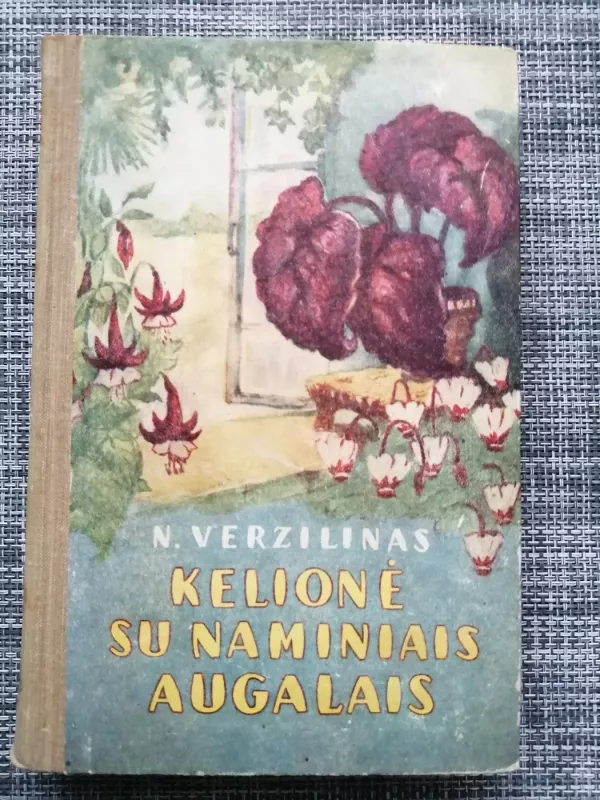 N. VERZILINAS
KELIONĖ
SU NAMINIAIS
AUGALAIS